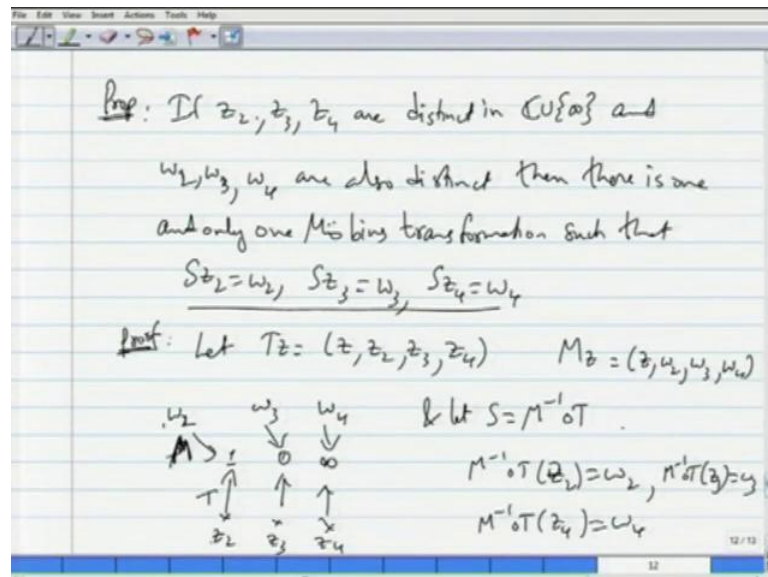 File Edit View Insert Actions Tools Help
Prop: If z₂, z₃, z₄ are distinct in ℂ∪{∞} and
w₂, w₃, w₄ are also distinct then there is one
and only one Möbius transformation such that
Sz₂=w₂, Sz₃=w₃, Sz₄=w₄
Proof: Let Tz=(z,z₂,z₃,z₄) Mz=(z,w₂,w₃,w₄)
w₂ w₃ w₄ & let S=M⁻¹∘T.
M 1 0 ∞ M⁻¹∘T(z₂)=w₂, M⁻¹∘T(z₃)=w₃
T
z₂ z₃ z₄ M⁻¹∘T(z₄)=w₄
12/13
12